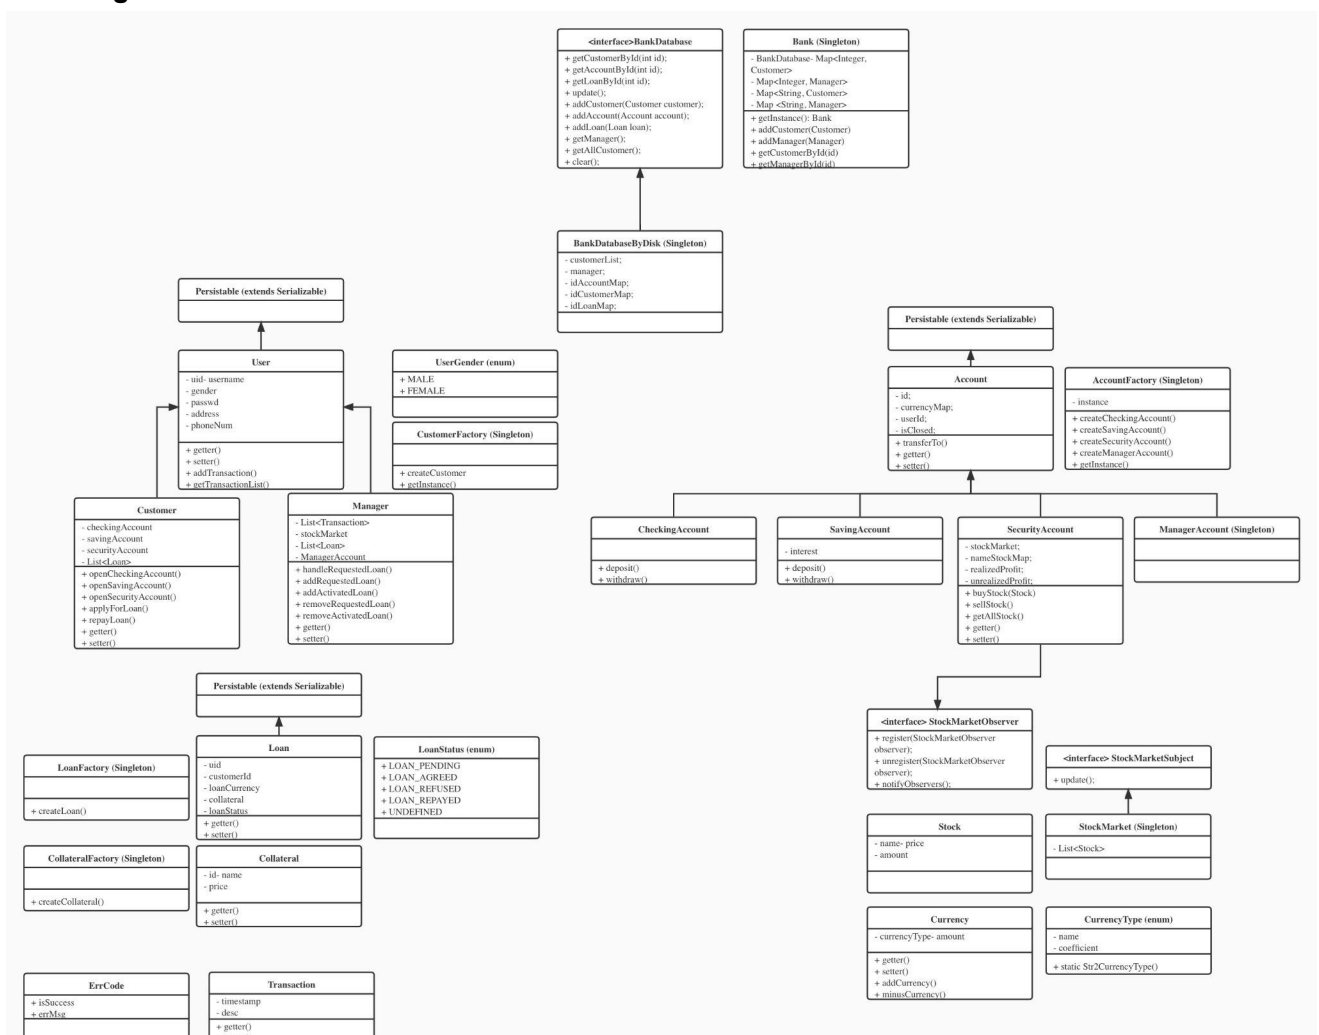 <interface>BankDatabase
+ getCustomerById(int id);
+ getAccountById(int id);
+ getLoanById(int id);
+ update();
+ addCustomer(Customer customer);
+ addAccount(Account account);
+ addLoan(Loan loan);
+ getManager();
+ getAllCustomer();
+ clear();
Bank (Singleton)
- BankDatabase- Map<Integer,
Customer>
- Map<Integer, Manager>
- Map<String, Customer>
- Map <String, Manager>
+ getInstance(): Bank
+ addCustomer(Customer)
+ addManager(Manager)
+ getCustomerById(id)
+ getManagerById(id)
BankDatabaseByDisk (Singleton)
- customerList;
- manager;
- idAccountMap;
- idCustomerMap;
- idLoanMap;
Persistable (extends Serializable)
User
- uid- username
- gender
- passwd
- address
- phoneNum
+ getter()
+ setter()
+ addTransaction()
+ getTransactionList()
UserGender (enum)
+ MALE
+ FEMALE
CustomerFactory (Singleton)
+ createCustomer
+ getInstance()
Customer
- checkingAccount
- savingAccount
- securityAccount
- List<Loan>
+ openCheckingAccount()
+ openSavingAccount()
+ openSecurityAccount()
+ applyForLoan()
+ repayLoan()
+ getter()
+ setter()
Manager
- List<Transaction>
- stockMarket
- List<Loan>
- ManagerAccount
+ handleRequestedLoan()
+ addRequestedLoan()
+ addActivatedLoan()
+ removeRequestedLoan()
+ removeActivatedLoan()
+ getter()
+ setter()
Persistable (extends Serializable)
Account
- id;
- currencyMap;
- userId;
- isClosed;
+ transferTo()
+ getter()
+ setter()
AccountFactory (Singleton)
- instance
+ createCheckingAccount()
+ createSavingAccount()
+ createSecurityAccount()
+ createManagerAccount()
+ getInstance()
CheckingAccount
+ deposit()
+ withdraw()
SavingAccount
- interest
+ deposit()
+ withdraw()
SecurityAccount
- stockMarket;
- nameStockMap;
- realizedProfit;
- unrealizedProfit;
+ buyStock(Stock)
+ sellStock()
+ getAllStock()
+ getter()
+ setter()
ManagerAccount (Singleton)
Persistable (extends Serializable)
LoanFactory (Singleton)
+ createLoan()
Loan
- uid
- customerId
- loanCurrency
- collateral
- loanStatus
+ getter()
+ setter()
LoanStatus (enum)
+ LOAN_PENDING
+ LOAN_AGREED
+ LOAN_REFUSED
+ LOAN_REPAYED
+ UNDEFINED
CollateralFactory (Singleton)
+ createCollateral()
Collateral
- id- name
- price
+ getter()
+ setter()
<interface> StockMarketObserver
+ register(StockMarketObserver
observer);
+ unregister(StockMarketObserver
observer);
+ notifyObservers();
<interface> StockMarketSubject
+ update();
Stock
- name- price
- amount
StockMarket (Singleton)
- List<Stock>
Currency
- currencyType- amount
+ getter()
+ setter()
+ addCurrency()
+ minusCurrency()
CurrencyType (enum)
- name
- coefficient
+ static Str2CurrencyType()
ErrCode
+ isSuccess
+ errMsg
Transaction
- timestamp
- desc
+ getter()